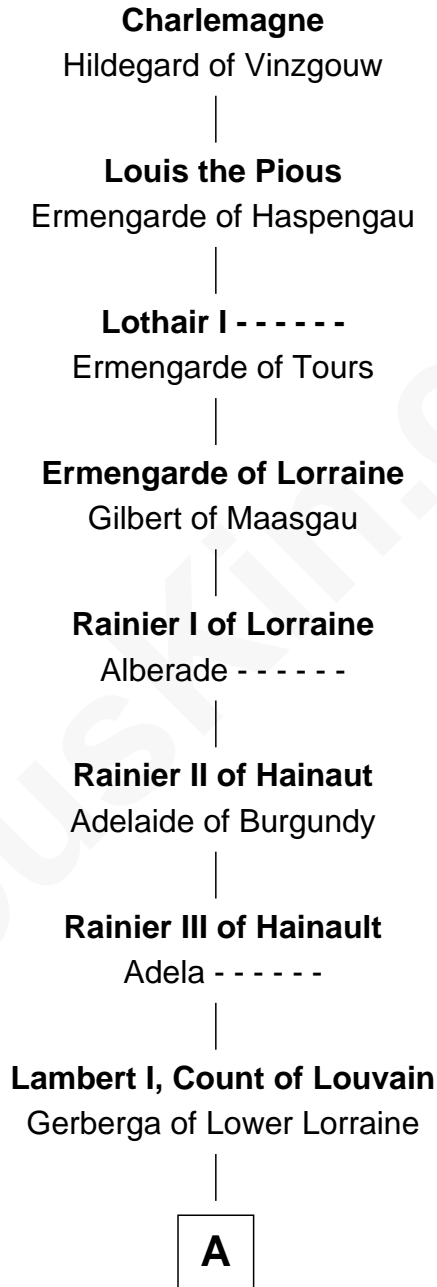 Charlemagne
Hildegard of Vinzgouw
Louis the Pious
Ermengarde of Haspengau
Lothair I - - - - - -
Ermengarde of Tours
Ermengarde of Lorraine
Gilbert of Maasgau
Rainier I of Lorraine
Alberade - - - - - -
Rainier II of Hainaut
Adelaide of Burgundy
Rainier III of Hainault
Adela - - - - - -
Lambert I, Count of Louvain
Gerberga of Lower Lorraine
A